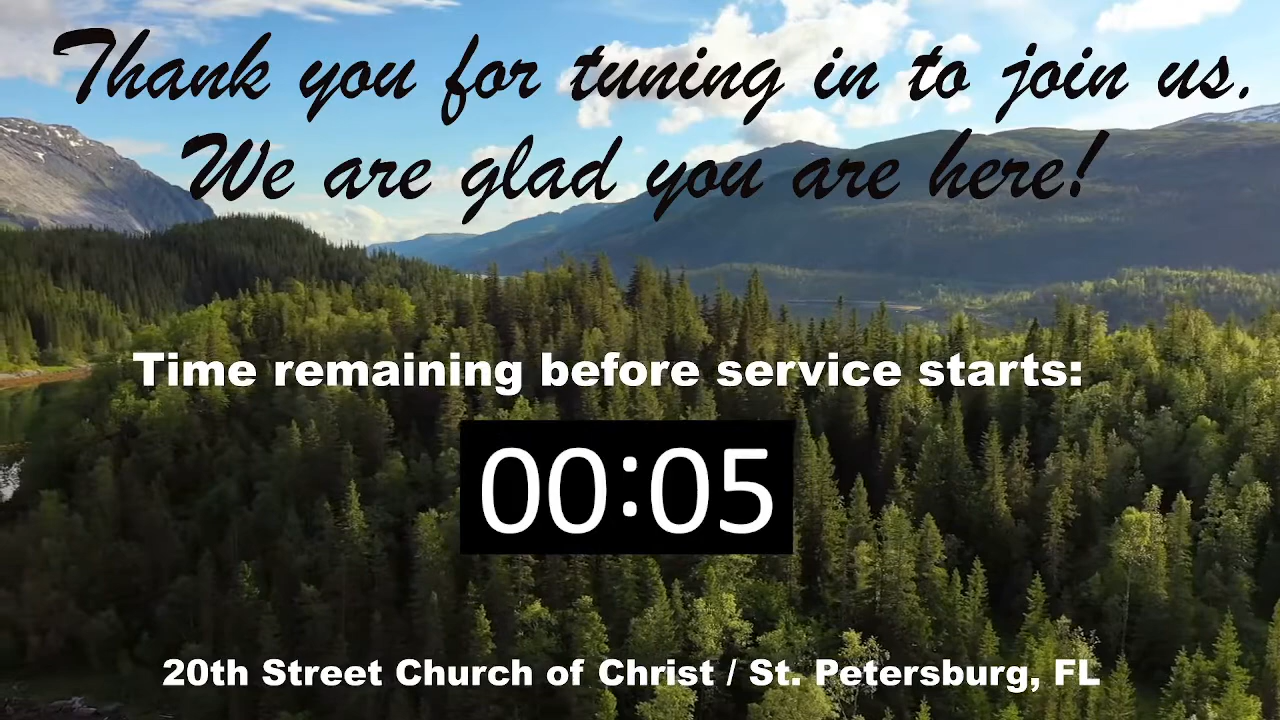 Thank you for tuning in to join us.
We are glad you are here!
Time remaining before service starts:
00:05
20th Street Church of Christ / St. Petersburg, FL